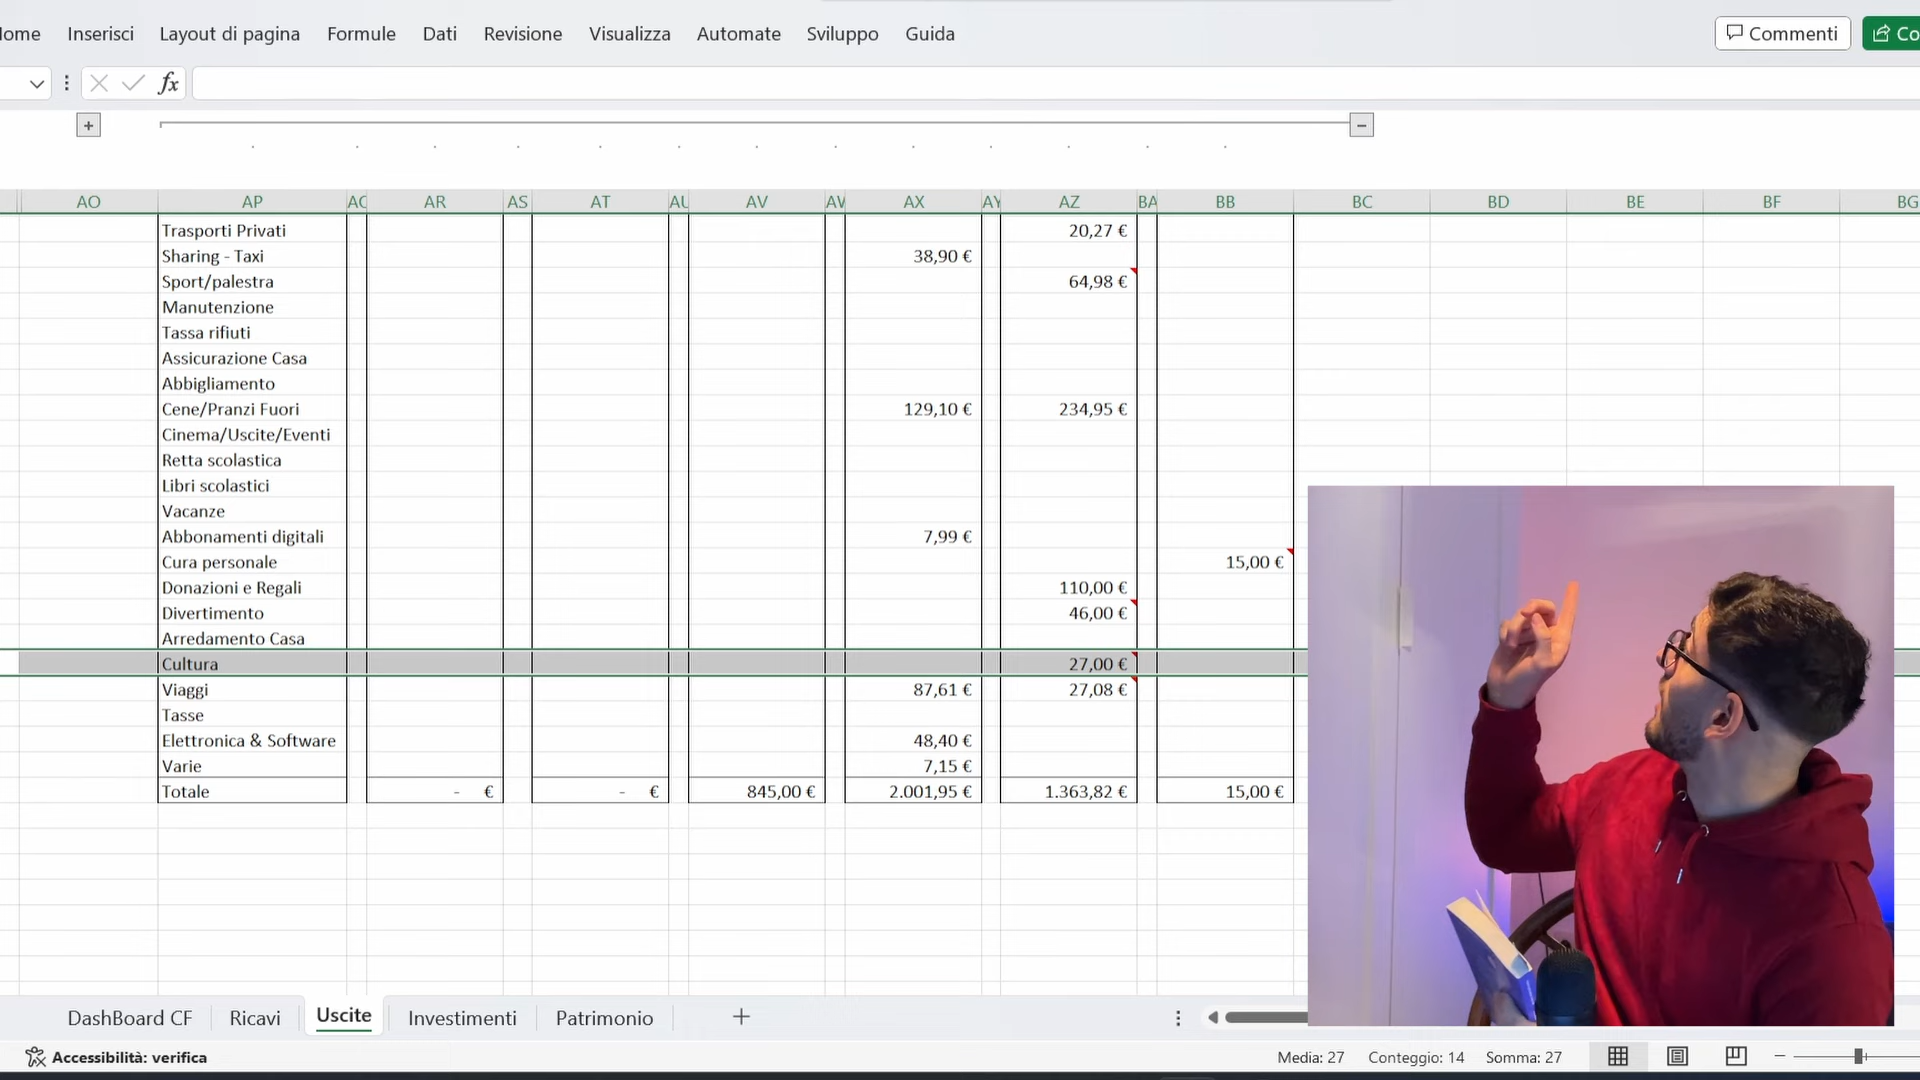 Inserisci Layout di pagina Formule Dati Revisione Visualizza Automate Sviluppo Guida Commenti
fx
AO AP AR AS AT AV AX AZ BA BB BC BD BE BF BG
Trasporti Privati 20,27 €
Sharing - Taxi 38,90 €
Sport/palestra 64,98 €
Manutenzione
Tassa rifiuti
Assicurazione Casa
Abbigliamento
Cene/Pranzi Fuori 129,10 € 234,95 €
Cinema/Uscite/Eventi
Retta scolastica
Libri scolastici
Vacanze
Abbonamenti digitali 7,99 €
Cura personale 15,00 €
Donazioni e Regali 110,00 €
Divertimento 46,00 €
Arredamento Casa
Cultura 27,00 €
Viaggi 87,61 € 27,08 €
Tasse
Elettronica & Software 48,40 €
Varie 7,15 €
Totale - € - € 845,00 € 2.001,95 € 1.363,82 € 15,00 €
DashBoard CF Ricavi Uscite Investimenti Patrimonio
Accessibilità: verifica Media: 27 Conteggio: 14 Somma: 27